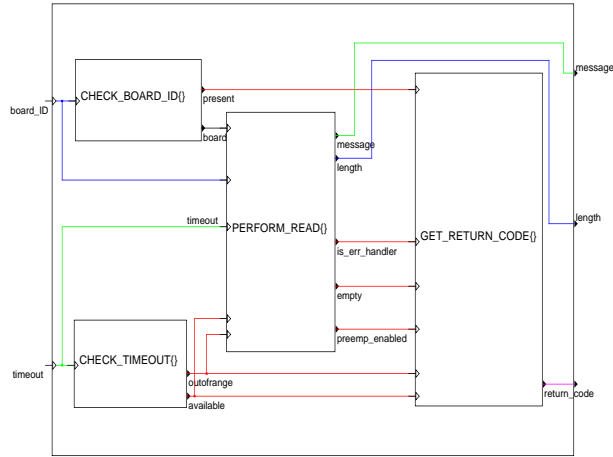 message
CHECK_BOARD_ID{}
present
board_ID
board
message
length
timeout
PERFORM_READ{}
length
GET_RETURN_CODE{}
is_err_handler
empty
preemp_enabled
CHECK_TIMEOUT{}
timeout
outofrange
return_code
available